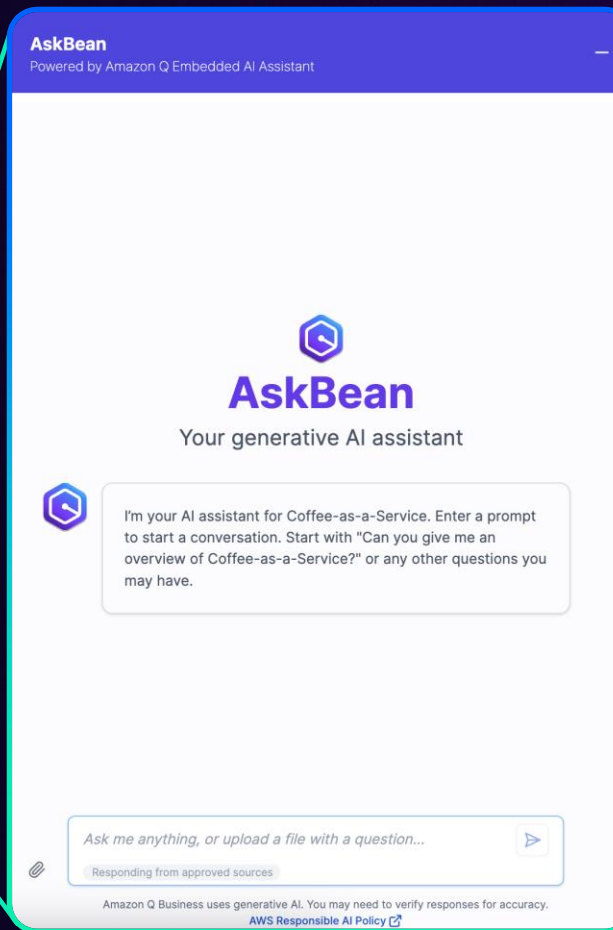 AskBean
Powered by Amazon Q Embedded AI Assistant
AskBean
Your generative AI assistant
I'm your AI assistant for Coffee-as-a-Service. Enter a prompt
to start a conversation. Start with "Can you give me an
overview of Coffee-as-a-Service?" or any other questions you
may have.
Ask me anything, or upload a file with a question...
Responding from approved sources
Amazon Q Business uses generative AI. You may need to verify responses for accuracy.
AWS Responsible AI Policy